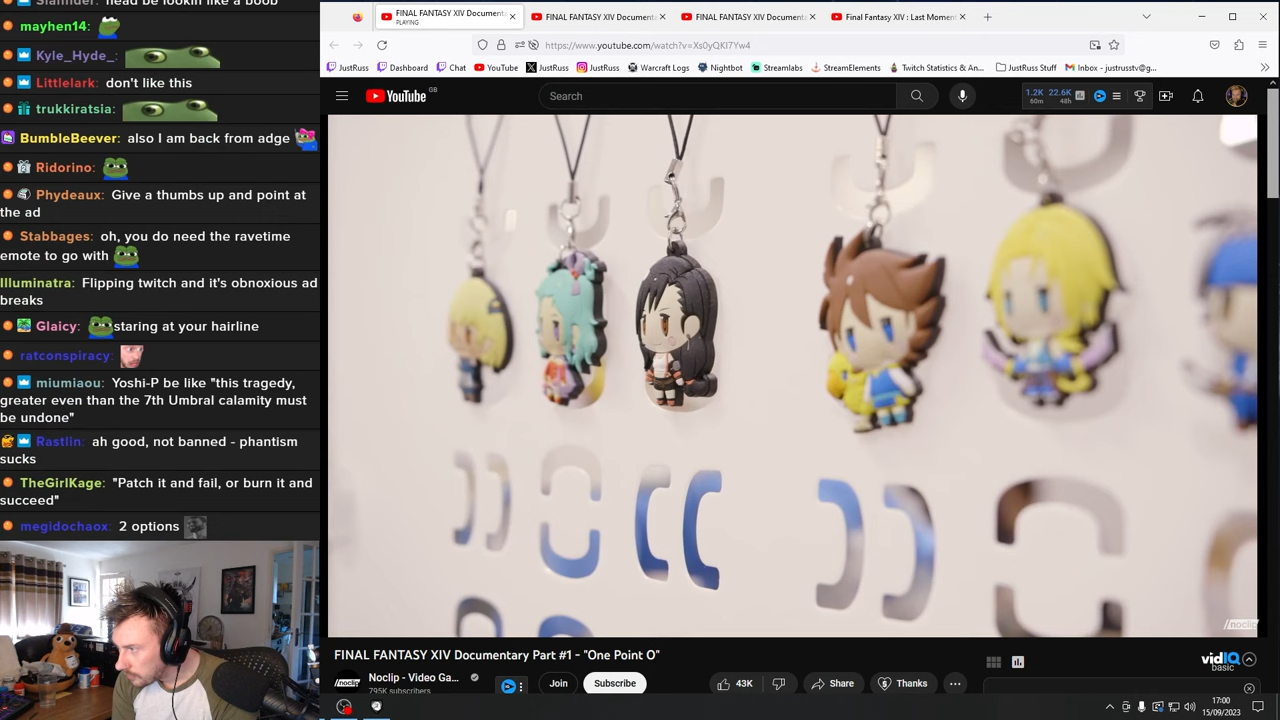 head be lookin like a boob
mayhen14:
Kyle_Hyde_:
Littlelark: don't like this
trukkiratsia:
BumbleBeever: also I am back from adge
Ridorino:
Phydeaux: Give a thumbs up and point at
the ad
Stabbages: oh, you do need the ravetime
emote to go with
Illuminatra: Flipping twitch and it's obnoxious ad
breaks
Glaicy: staring at your hairline
ratconspiracy:
miumiaou: Yoshi-P be like "this tragedy,
greater even than the 7th Umbral calamity must
be undone"
Rastlin: ah good, not banned - phantism
sucks
TheGirlKage: "Patch it and fail, or burn it and
succeed"
megidochaox: 2 options
FINAL FANTASY XIV Documenta
PLAYING
FINAL FANTASY XIV Documenta
FINAL FANTASY XIV Documenta
Final Fantasy XIV : Last Momen
https://www.youtube.com/watch?v=Xs0yQKI7Yw4
JustRuss Dashboard Chat YouTube JustRuss JustRuss Warcraft Logs Nightbot Streamlabs StreamElements Twitch Statistics & An... JustRuss Stuff Inbox - justrusstv@g...
YouTube GB
Search
1.2K 22.6K
60m 48h
/noclip
FINAL FANTASY XIV Documentary Part #1 - "One Point O"
vidIQ
basic
/noclip
Noclip - Video Ga...
795K subscribers
Join
Subscribe
43K
Share
Thanks
17:00
15/09/2023